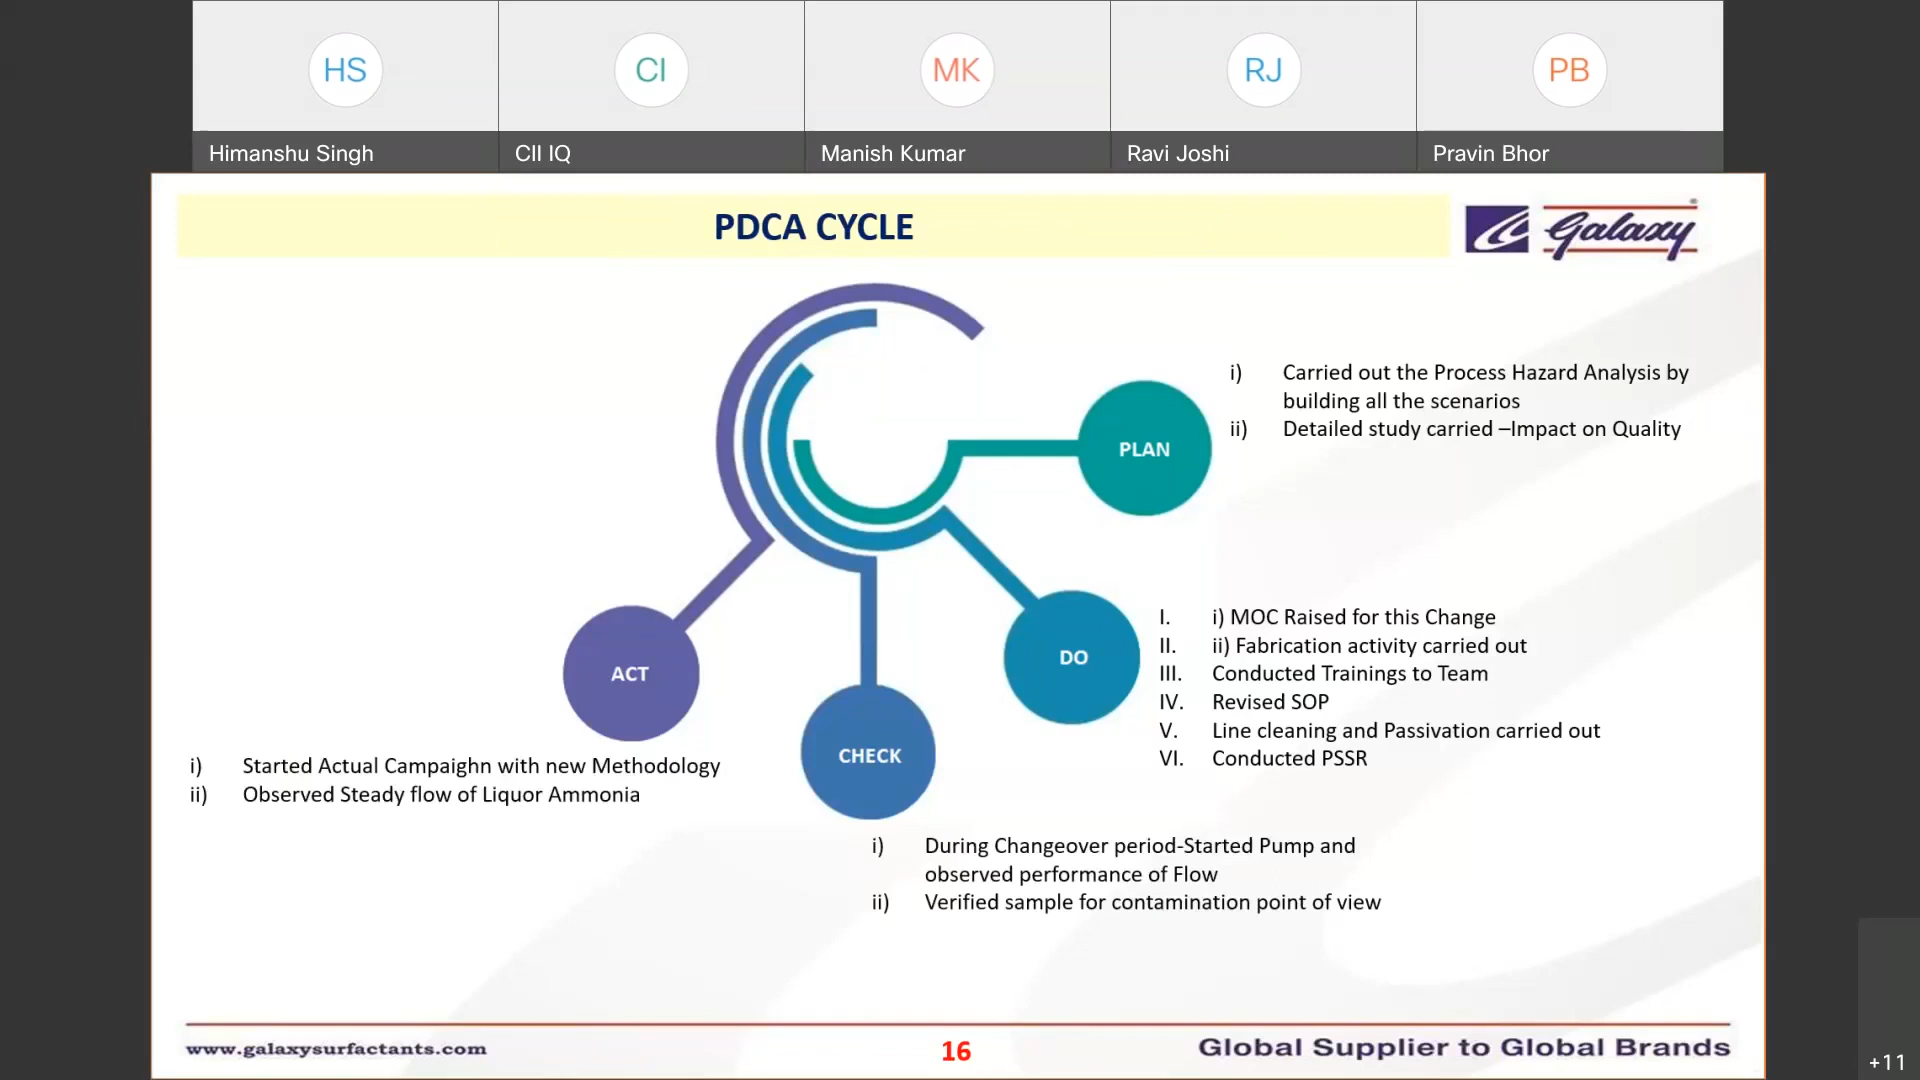 HS
CI
MK
RJ
PB
Himanshu Singh
CII IQ
Manish Kumar
Ravi Joshi
Pravin Bhor
PDCA CYCLE
Galaxy
®
i) Carried out the Process Hazard Analysis by
building all the scenarios
ii) Detailed study carried –Impact on Quality
PLAN
I. i) MOC Raised for this Change
II. ii) Fabrication activity carried out
III. Conducted Trainings to Team
IV. Revised SOP
V. Line cleaning and Passivation carried out
VI. Conducted PSSR
DO
ACT
CHECK
i) Started Actual Campaighn with new Methodology
ii) Observed Steady flow of Liquor Ammonia
i) During Changeover period-Started Pump and
observed performance of Flow
ii) Verified sample for contamination point of view
www.galaxysurfactants.com
16
Global Supplier to Global Brands
+11